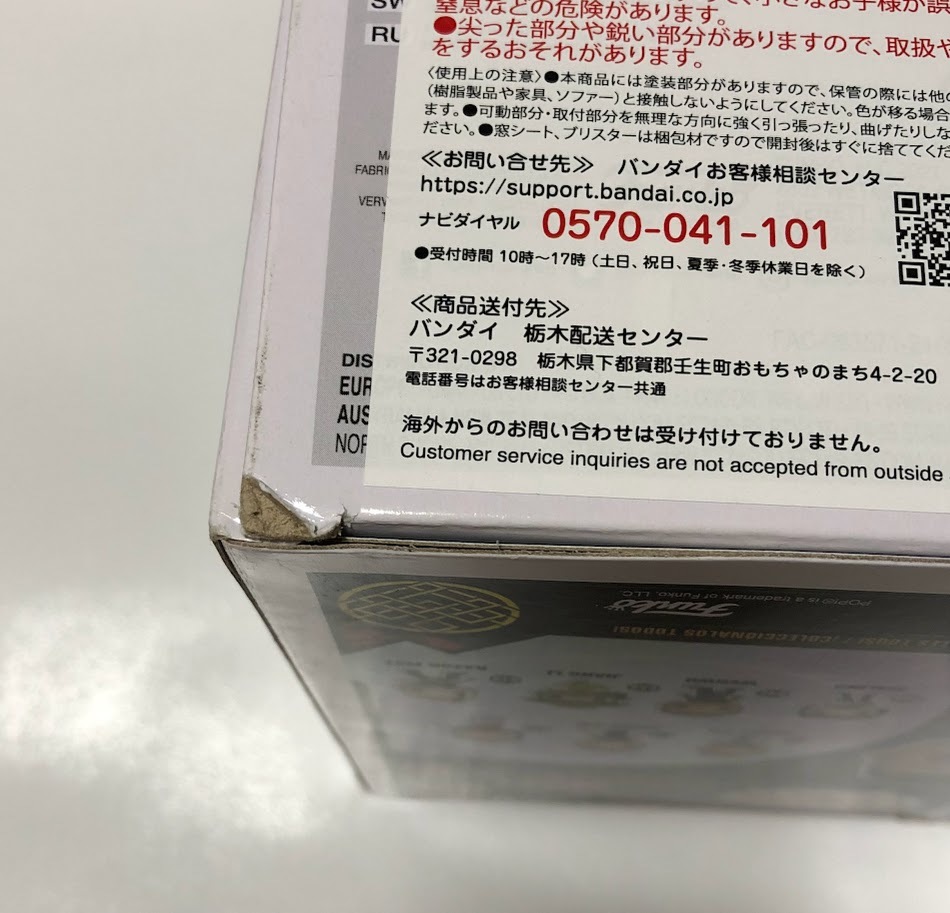 SW
RU
窒息などの危険があります。
●尖った部分や鋭い部分がありますので、取扱や
をするおそれがあります。
〈使用上の注意〉●本商品には塗装部分がありますので、保管の際には他の
(樹脂製品や家具、ソファー)と接触しないようにしてください。色が移る場合
ます。●可動部分・取付部分を無理な方向に強く引っ張ったり、曲げたりしな
ださい。●窓シート、ブリスターは梱包材ですので開封後はすぐに捨ててくだ
≪お問い合せ先≫ バンダイお客様相談センター
https://support.bandai.co.jp
ナビダイヤル 0570-041-101
●受付時間 10時～17時(土日、祝日、夏季・冬季休業日を除く)
≪商品送付先≫
バンダイ 栃木配送センター
〒321-0298 栃木県下都賀郡壬生町おもちゃのまち4-2-20
電話番号はお客様相談センター共通
海外からのお問い合わせは受け付けておりません。
Customer service inquiries are not accepted from outside
MA
FABRI
VERV
DIS
EUR
AUS
NOR
Funko
POP!® is a trademark of Funko, LLC
¡COLECCIONALOS TODOS!